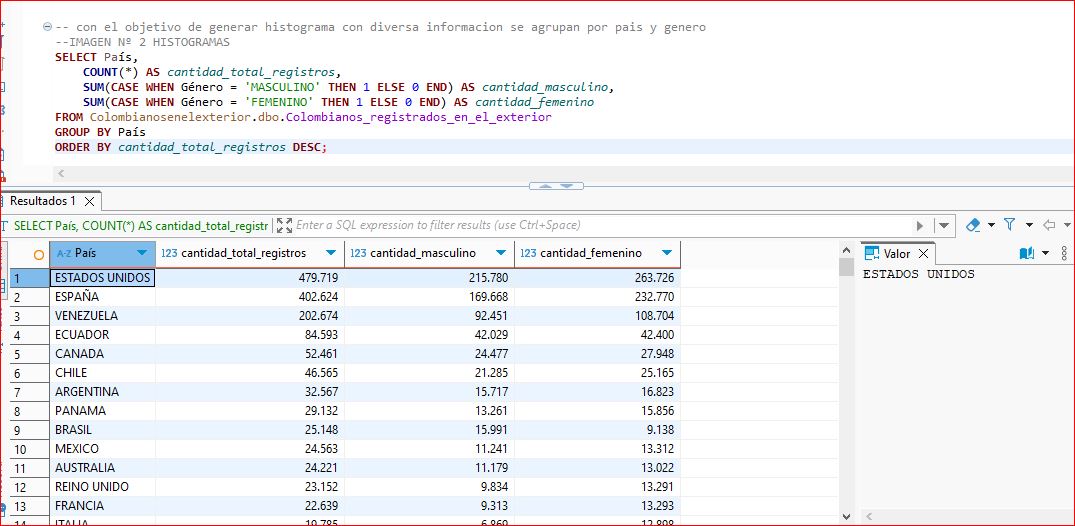 -- con el objetivo de generar histograma con diversa informacion se agrupan por pais y genero
--IMAGEN Nº 2 HISTOGRAMAS
SELECT País,
COUNT(*) AS cantidad_total_registros,
SUM(CASE WHEN Género = 'MASCULINO' THEN 1 ELSE 0 END) AS cantidad_masculino,
SUM(CASE WHEN Género = 'FEMENINO' THEN 1 ELSE 0 END) AS cantidad_femenino
FROM Colombianosenelexterior.dbo.Colombianos_registrados_en_el_exterior
GROUP BY País
ORDER BY cantidad_total_registros DESC;
Resultados 1
SELECT País, COUNT(*) AS cantidad_total_registr Enter a SQL expression to filter results (use Ctrl+Space)
A-Z País 123 cantidad_total_registros 123 cantidad_masculino 123 cantidad_femenino Valor
1 ESTADOS UNIDOS 479.719 215.780 263.726 ESTADOS UNIDOS
2 ESPAÑA 402.624 169.668 232.770
3 VENEZUELA 202.674 92.451 108.704
4 ECUADOR 84.593 42.029 42.400
5 CANADA 52.461 24.477 27.948
6 CHILE 46.565 21.285 25.165
7 ARGENTINA 32.567 15.717 16.823
8 PANAMA 29.132 13.261 15.856
9 BRASIL 25.148 15.991 9.138
10 MEXICO 24.563 11.241 13.312
11 AUSTRALIA 24.221 11.179 13.022
12 REINO UNIDO 23.152 9.834 13.291
13 FRANCIA 22.639 9.313 13.293
14 ITALIA 19.785 6.869 12.898